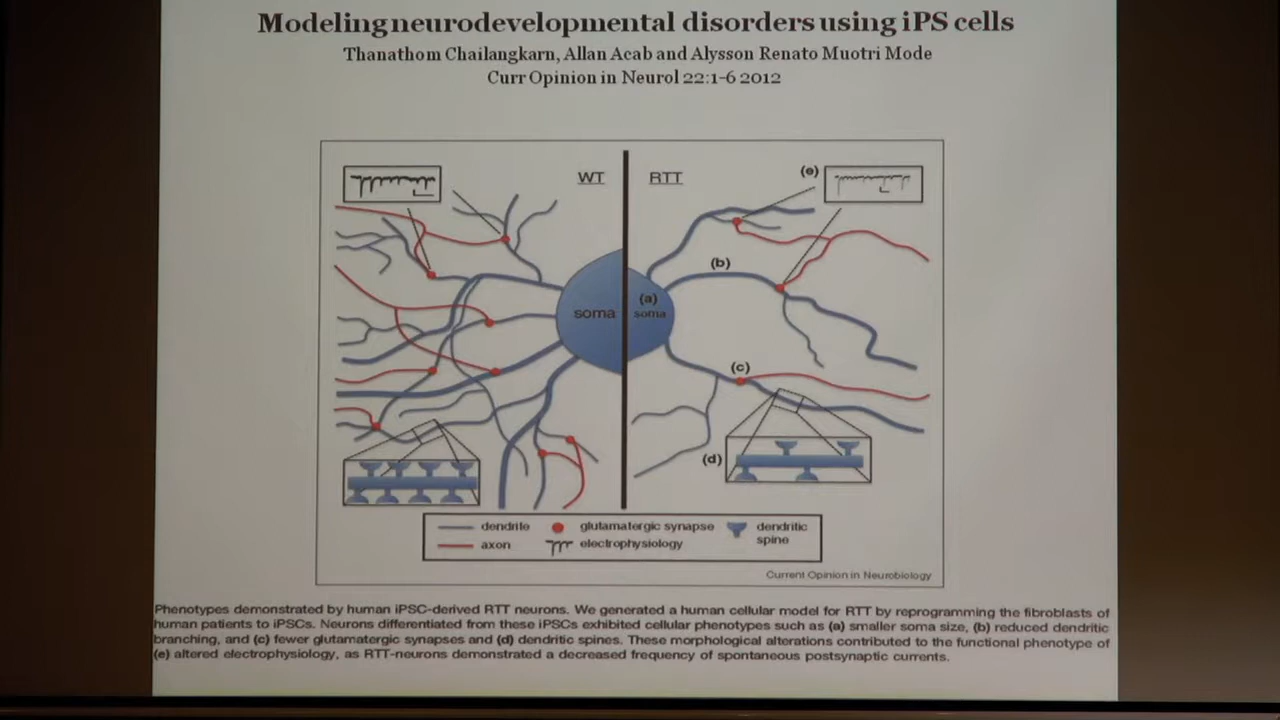 Modeling neurodevelopmental disorders using iPS cells
Thanathom Chailangkarn, Allan Acab and Alysson Renato Muotri Mode
Curr Opinion in Neurol 22:1-6 2012
WT
RTT
(e)
(b)
soma
(a)
soma
(c)
(d)
dendrite
glutamatergic synapse
dendritic
spine
axon
electrophysiology
Current Opinion in Neurobiology
Phenotypes demonstrated by human iPSC-derived RTT neurons. We generated a human cellular model for RTT by reprogramming the fibroblasts of
human patients to iPSCs. Neurons differentiated from these iPSCs exhibited cellular phenotypes such as (a) smaller soma size, (b) reduced dendritic
branching, and (c) fewer glutamatergic synapses and (d) dendritic spines. These morphological alterations contributed to the functional phenotype of
(e) altered electrophysiology, as RTT-neurons demonstrated a decreased frequency of spontaneous postsynaptic currents.